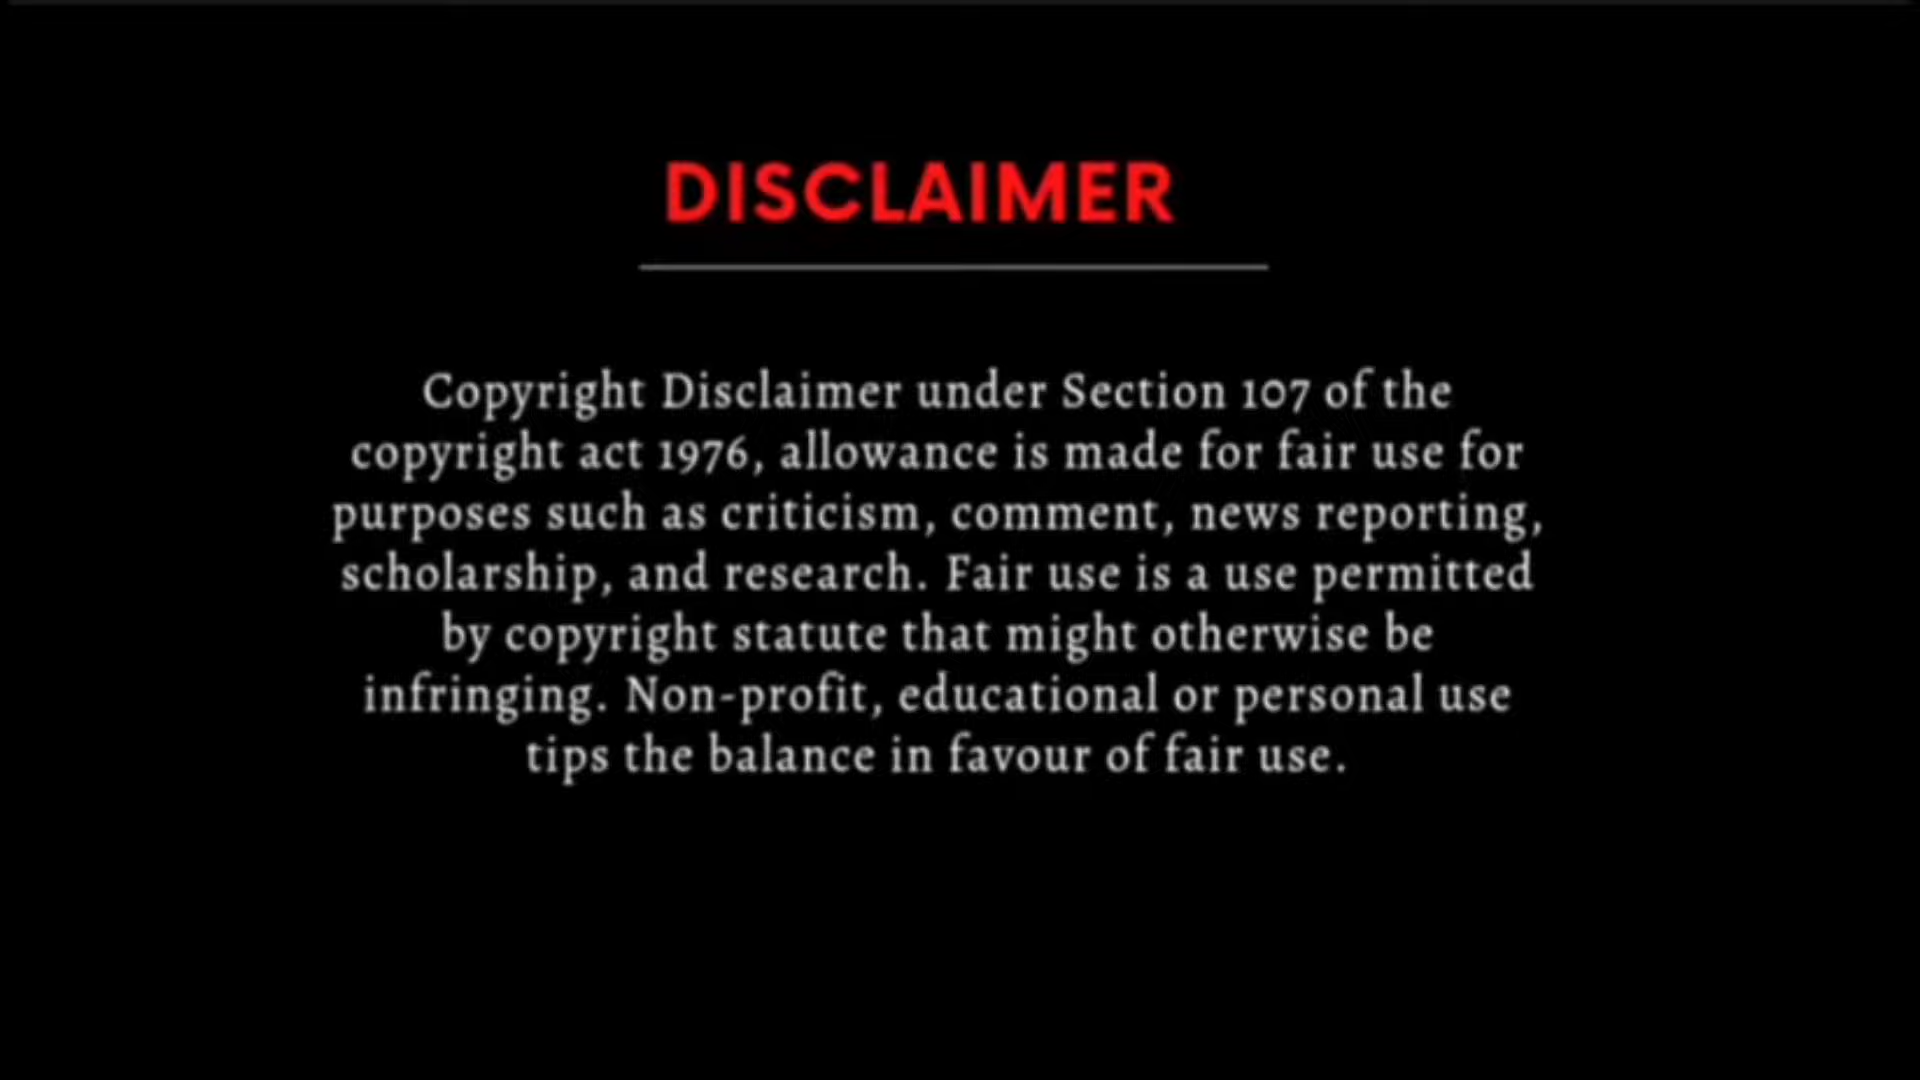 DISCLAIMER
Copyright Disclaimer under Section 107 of the
copyright act 1976, allowance is made for fair use for
purposes such as criticism, comment, news reporting,
scholarship, and research. Fair use is a use permitted
by copyright statute that might otherwise be
infringing. Non-profit, educational or personal use
tips the balance in favour of fair use.